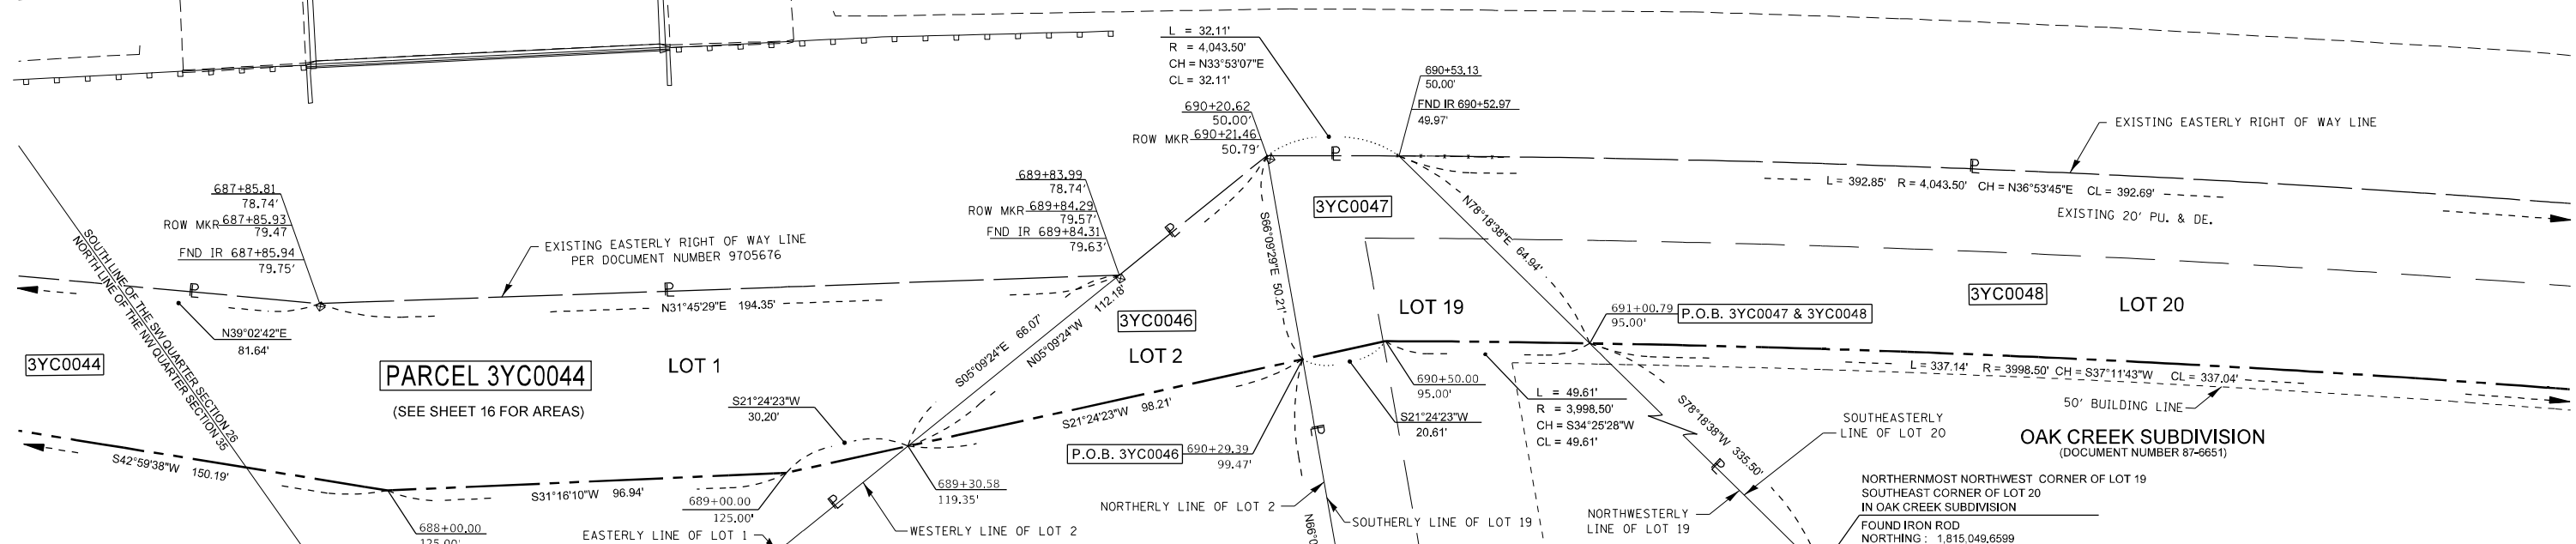 L = 32.11'
R = 4,043.50'
CH = N33°53'07"E
CL = 32.11'
690+53.13
50.00'
FND IR 690+52.97
49.97'
690+20.62
50.00'
ROW MKR 690+21.46
50.79'
EXISTING EASTERLY RIGHT OF WAY LINE
P
L = 392.85' R = 4,043.50' CH = N36°53'45"E CL = 392.69'
EXISTING 20' PU. & DE.
687+85.81
78.74'
ROW MKR 687+85.93
79.47
FND IR 687+85.94
79.75'
689+83.99
78.74'
ROW MKR 689+84.29
79.57'
FND IR 689+84.31
79.63'
EXISTING EASTERLY RIGHT OF WAY LINE
PER DOCUMENT NUMBER 9705676
SOUTH LINE OF THE SW QUARTER SECTION 26
NORTH LINE OF THE NW QUARTER SECTION 35
N31°45'29"E 194.35'
N39°02'42"E
81.64'
3YC0044
PARCEL 3YC0044
(SEE SHEET 16 FOR AREAS)
LOT 1
S05°09'24"E 66.07'
N05°09'24"W 112.18'
3YC0046
LOT 2
S66°09'29"E 50.21'
3YC0047
LOT 19
N78°18'38"E 64.94'
3YC0048
LOT 20
691+00.79
95.00'
P.O.B. 3YC0047 & 3YC0048
L = 337.14' R = 3998.50' CH = S37°11'43"W CL = 337.04'
50' BUILDING LINE
690+50.00
95.00'
S21°24'23"W
30.20'
S21°24'23"W 98.21'
S21°24'23"W
20.61'
L = 49.61'
R = 3,998.50'
CH = S34°25'28"W
CL = 49.61'
S78°18'38"W 335.50'
SOUTHEASTERLY
LINE OF LOT 20
OAK CREEK SUBDIVISION
(DOCUMENT NUMBER 87-6651)
S42°59'38"W 150.19'
S31°16'10"W 96.94'
P.O.B. 3YC0046
690+29.39
99.47'
689+30.58
119.35'
689+00.00
125.00'
688+00.00
125.00'
EASTERLY LINE OF LOT 1
WESTERLY LINE OF LOT 2
NORTHERLY LINE OF LOT 2
SOUTHERLY LINE OF LOT 19
NORTHWESTERLY
LINE OF LOT 19
NORTHERNMOST NORTHWEST CORNER OF LOT 19
SOUTHEAST CORNER OF LOT 20
IN OAK CREEK SUBDIVISION
FOUND IRON ROD
NORTHING : 1,815,049.6599